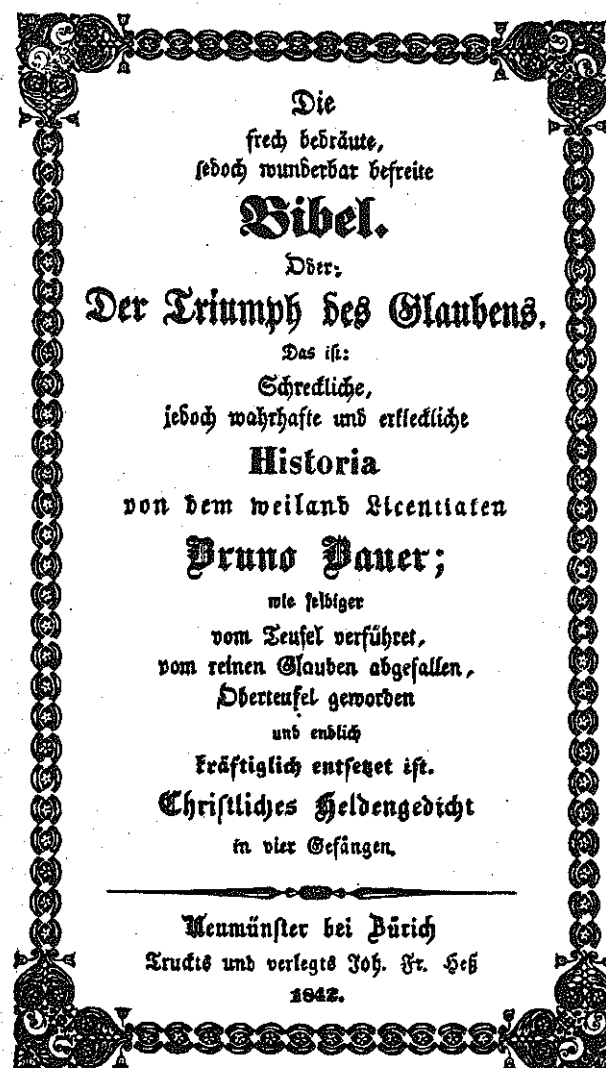 Die
frech bedräute,
jedoch wunderbar befreite
Bibel.
Oder:
Der Triumph des Glaubens.
Das ist:
Schreckliche,
jedoch wahrhafte und erkleckliche
Historia
von dem weiland Licentiaten
Bruno Bauer;
wie selbiger
vom Teufel verführet,
vom reinen Glauben abgefallen,
Oberteufel geworden
und endlich
kräftiglich entsetzet ist.
Christliches Heldengedicht
in vier Gesängen.
Neumünster bei Zürich
Truckts und verlegts Joh. Fr. Heß
1842.